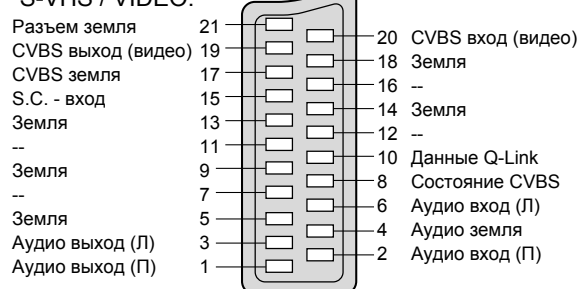 S-VHS / VIDEO:
Разъем земля 21
CVBS выход (видео) 19
CVBS земля 17
S.C. - вход 15
Земля 13
-- 11
Земля 9
-- 7
Земля 5
Аудио выход (Л) 3
Аудио выход (П) 1
20 CVBS вход (видео)
18 Земля
16 --
14 Земля
12 --
10 Данные Q-Link
8 Состояние CVBS
6 Аудио вход (Л)
4 Аудио земля
2 Аудио вход (П)